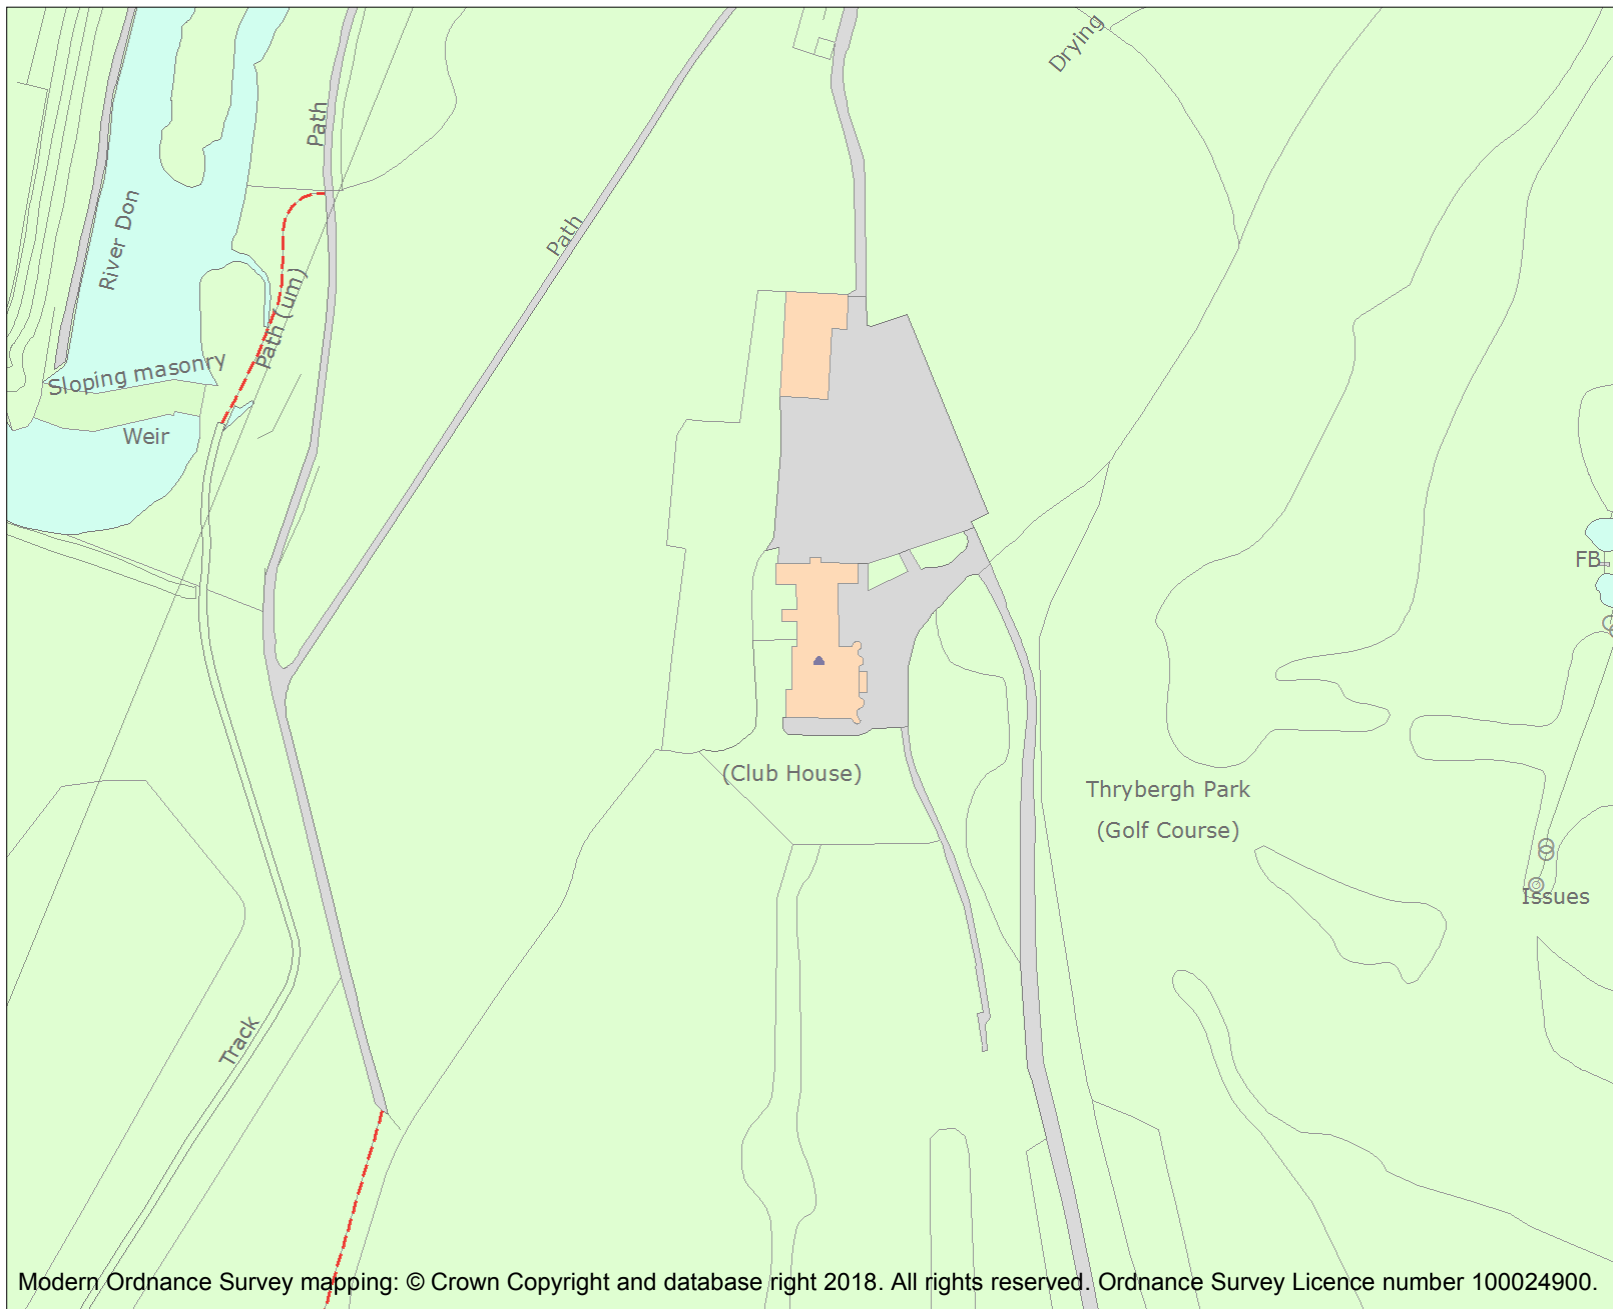 Drying
Path
River Don
Path
Path (um)
Sloping masonry
Weir
FB
(Club House)
Thrybergh Park
(Golf Course)
Issues
Track
Modern Ordnance Survey mapping: © Crown Copyright and database right 2018. All rights reserved. Ordnance Survey Licence number 100024900.